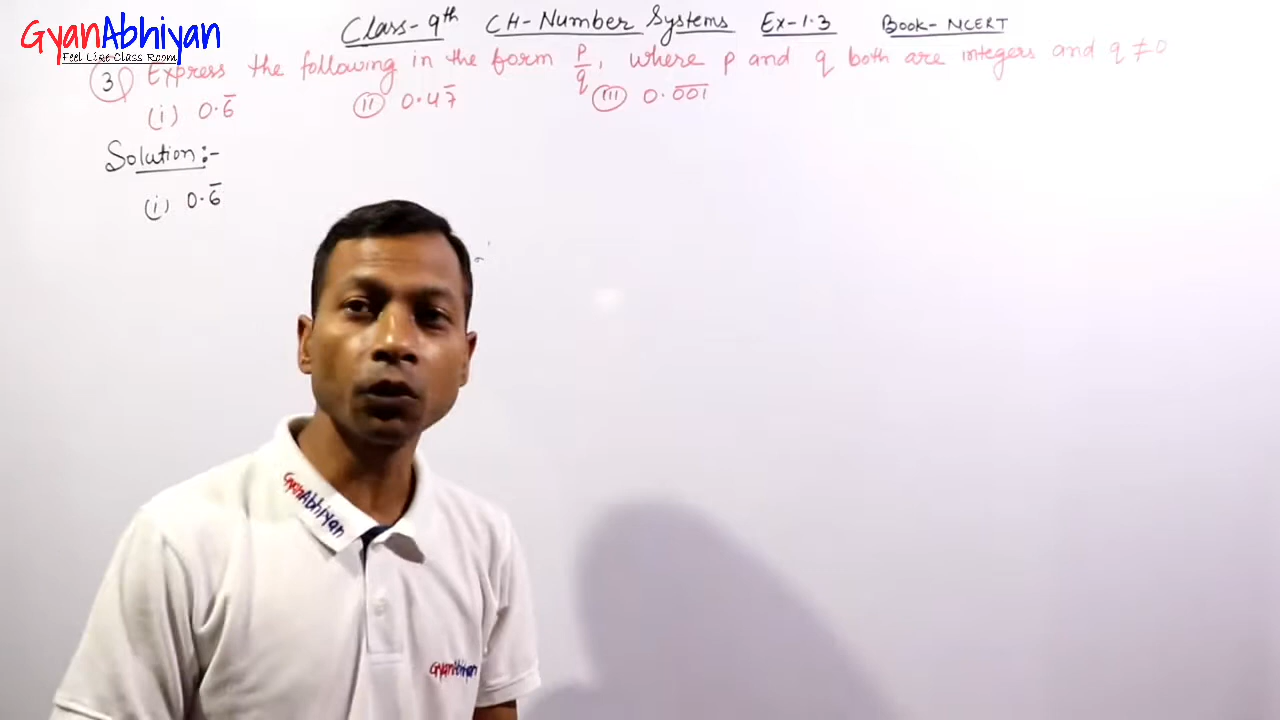 GyanAbhiyan
Feel Like Class Room
Class-9th CH-Number Systems Ex-1.3 Book-NCERT
3) Express the following in the form p/q, where p and q both are integers and q ≠ 0
(i) 0.6̅ (ii) 0.47̅ (iii) 0.0̅0̅1̅
Solution:-
(i) 0.6̅
GyanAbhiyan
GyanAbhiyan